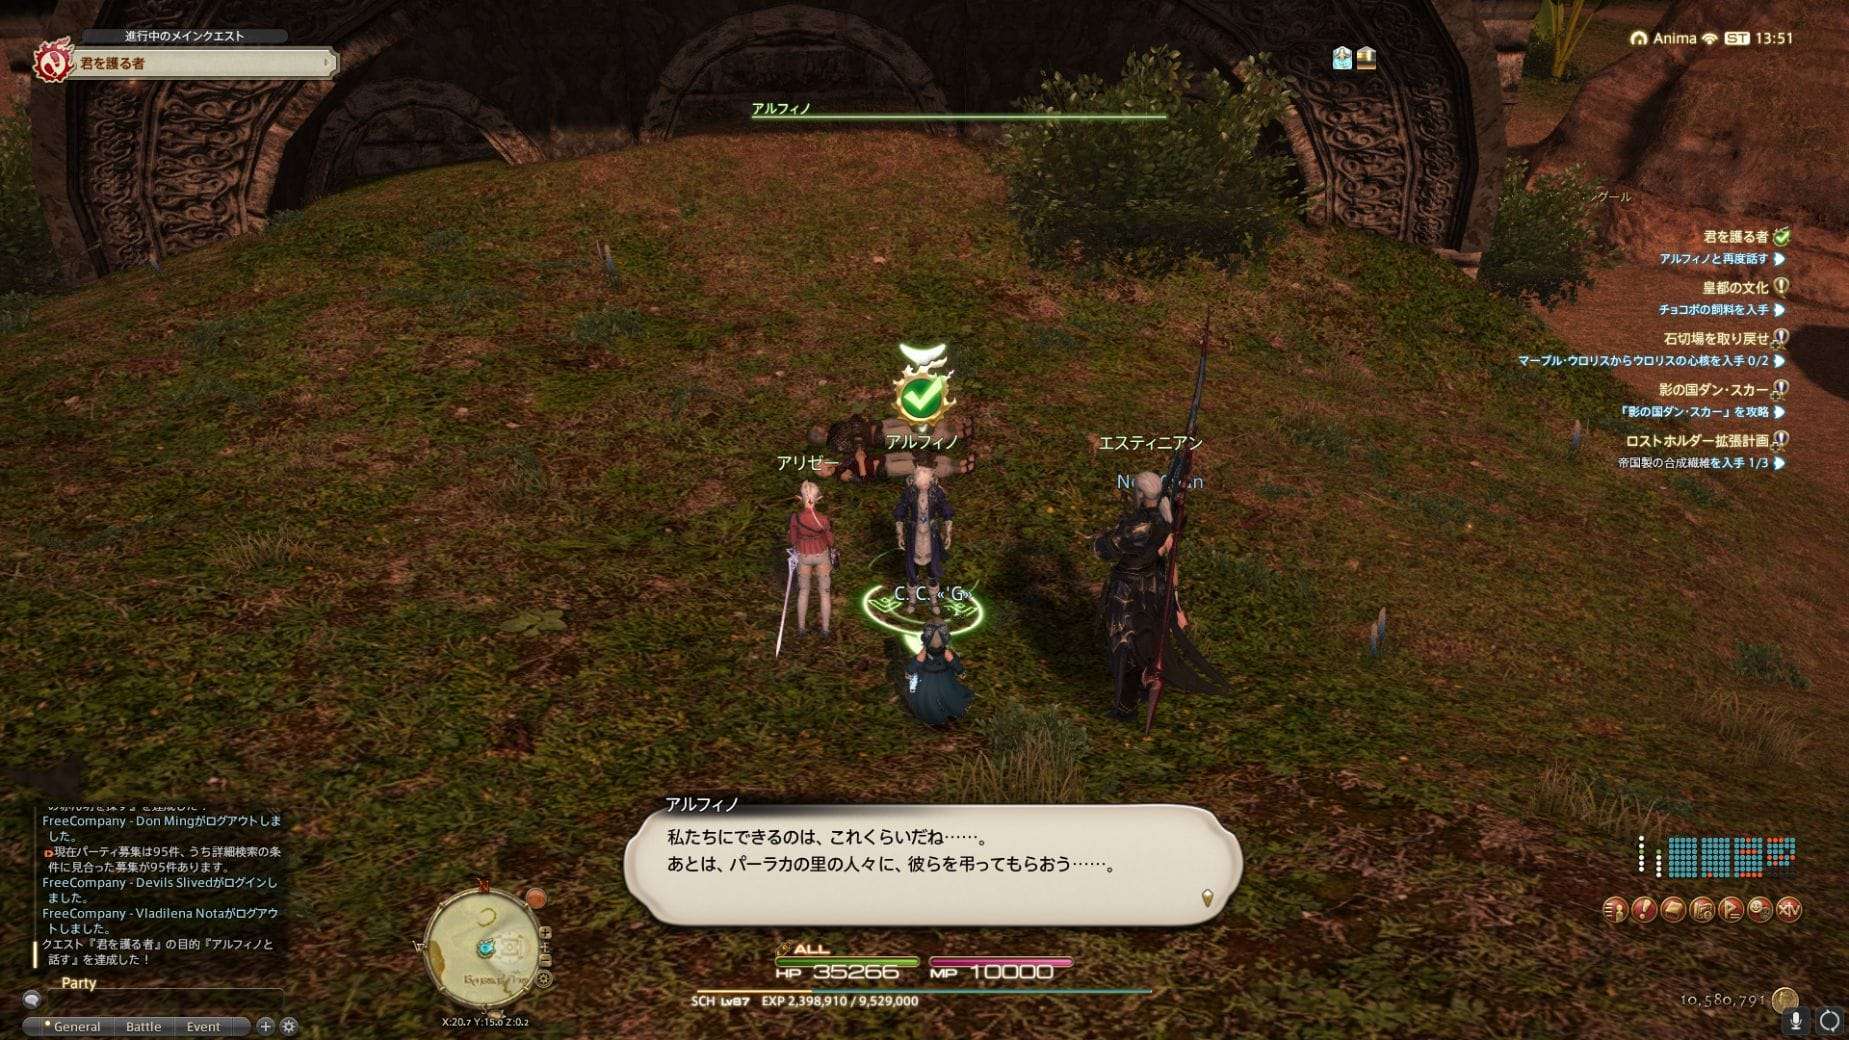 進行中のメインクエスト
君を護る者
Anima ST 13:51
アルフィノ
君を護る者
アルフィノと再度話す
皇都の文化
チョコボの飼料を入手
石切場を取り戻せ
マーブル・ウロリスからウロリスの心核を入手 0/2
影の国ダン・スカー
『影の国ダン・スカー』を攻略
ロストホルダー拡張計画
帝国製の合成繊維を入手 1/3
アルフィノ
アリゼー
エスティニアン
C. C. «'G»
アルフィノ
私たちにできるのは、これくらいだね……。
あとは、パーラカの里の人々に、彼らを弔ってもらおう……。
FreeCompany - Don Mingがログアウトしま
した。
現在パーティ募集は95件、うち詳細検索の条
件に見合った募集が95件あります。
FreeCompany - Devils Slivedがログインし
ました。
FreeCompany - Vladilena Notaがログアウ
トしました。
クエスト『君を護る者』の目的『アルフィノと
話す』を達成した！
Party
General Battle Event
X:20.7 Y:15.0 Z:0.2
ALL
HP 35266 MP 10000
SCH Lv87 EXP 2,398,910 / 9,529,000
10,580,791